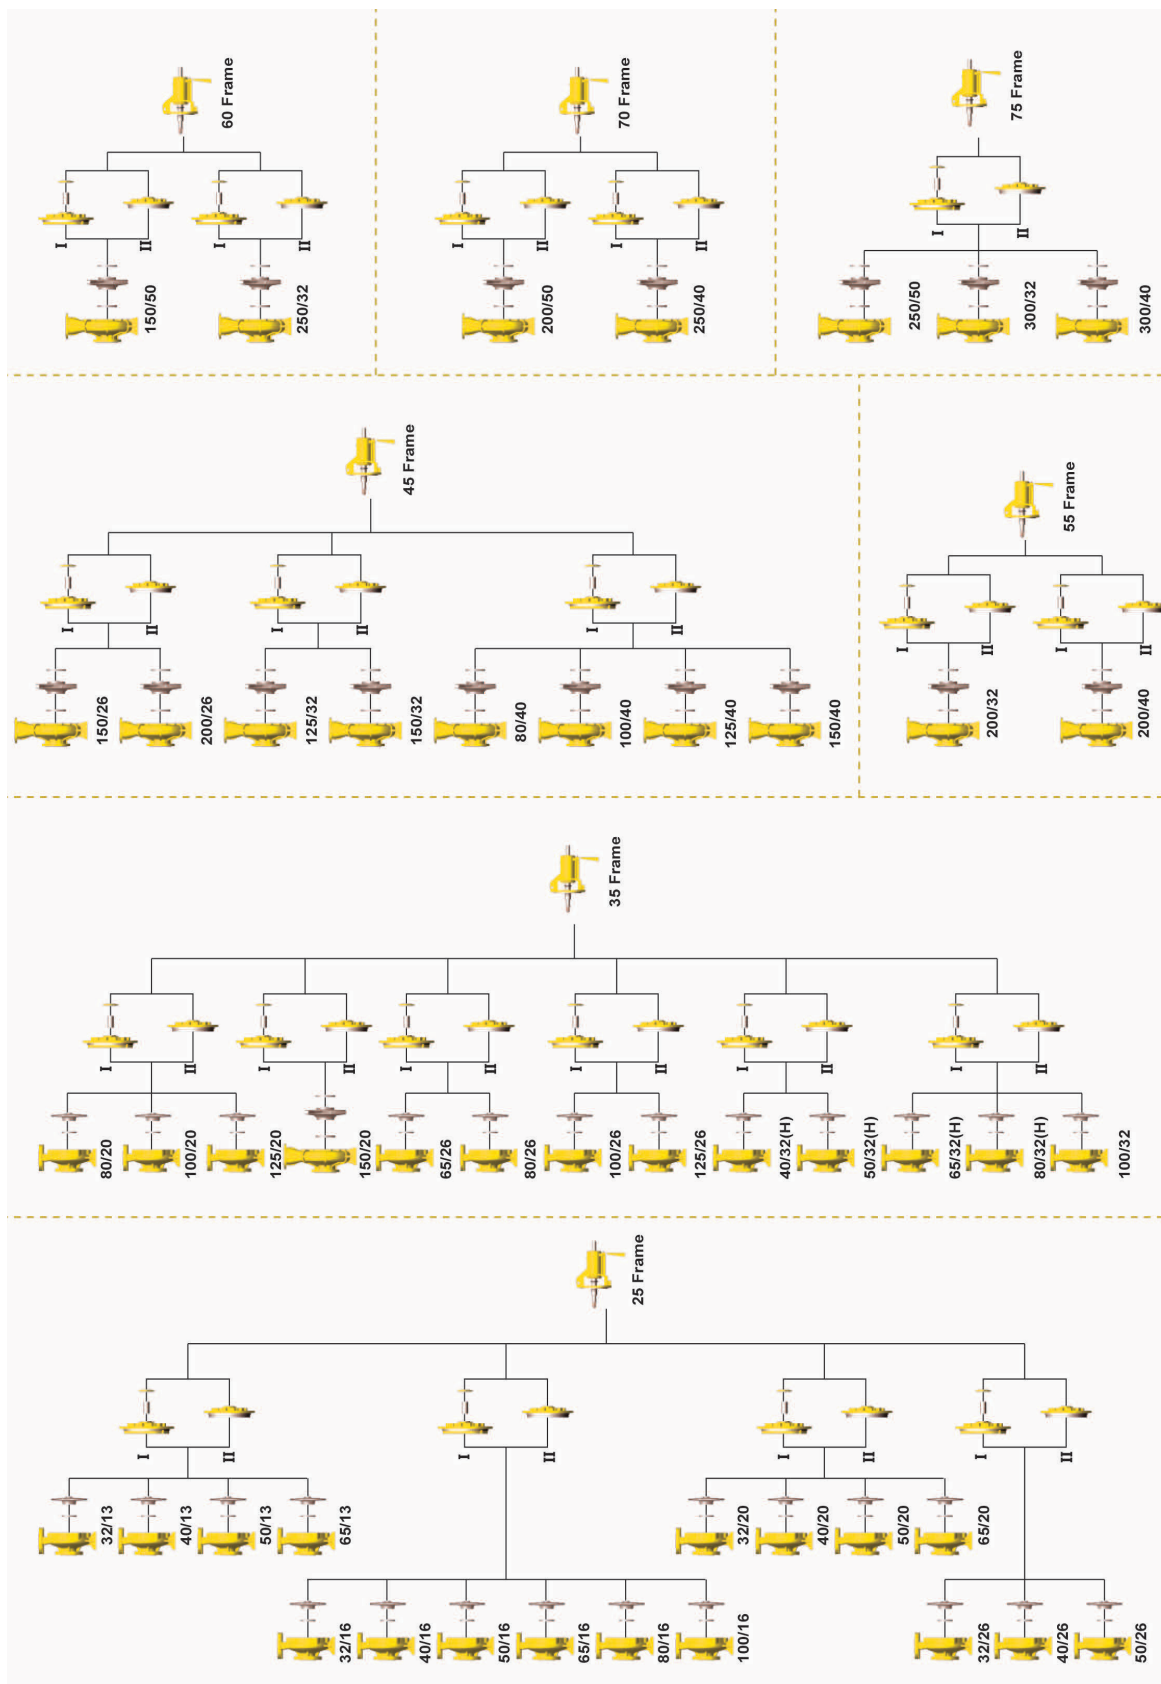 32/13
40/13
50/13
65/13
I
II
32/16
40/16
50/16
65/16
80/16
100/16
I
II
32/20
40/20
50/20
65/20
I
II
32/26
40/26
50/26
I
II
25 Frame
80/20
100/20
125/20
I
II
150/20
I
II
65/26
80/26
I
II
100/26
125/26
I
II
40/32(H)
50/32(H)
I
II
65/32(H)
80/32(H)
100/32
I
II
35 Frame
150/26
200/26
I
II
125/32
150/32
I
II
80/40
100/40
125/40
150/40
I
II
45 Frame
200/32
I
II
200/40
I
II
55 Frame
150/50
I
II
250/32
I
II
60 Frame
200/50
I
II
250/40
I
II
70 Frame
250/50
300/32
300/40
I
II
75 Frame